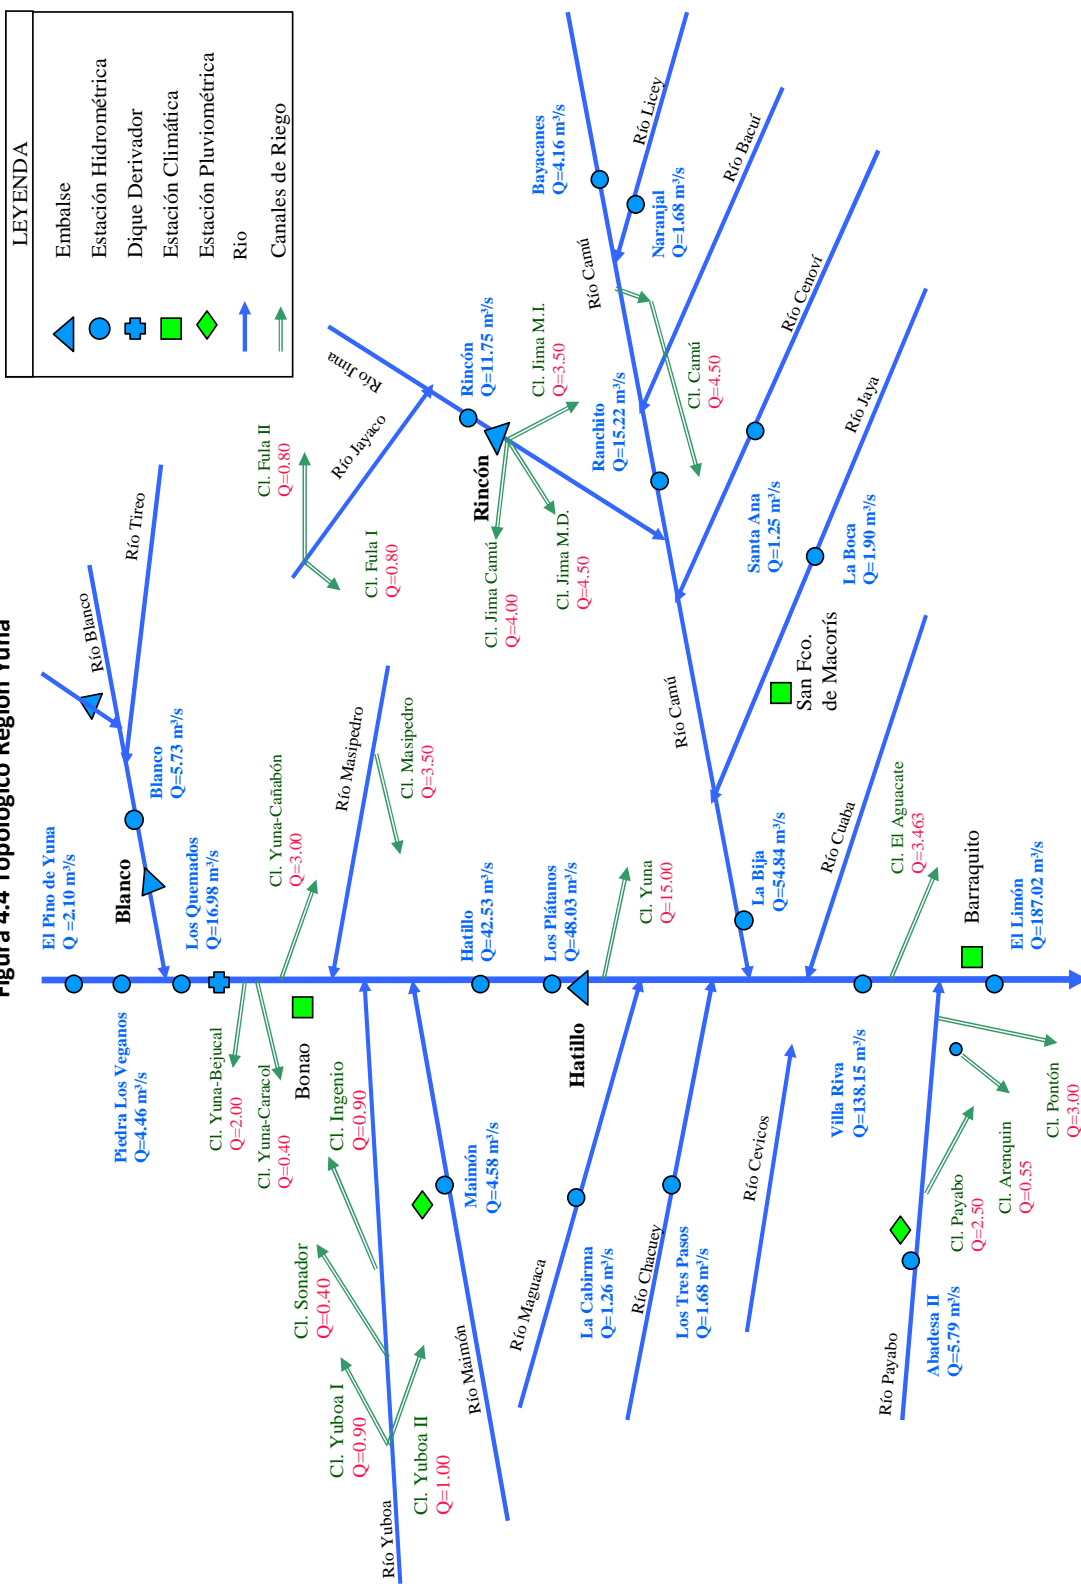 Figura 4.4 Topológico Región Yuna
LEYENDA
Embalse
Estación Hidrométrica
Dique Derivador
Estación Climática
Estación Pluviométrica
Rio
Canales de Riego
El Pino de Yuna
Q =2.10 m³/s
Piedra Los Veganos
Q=4.46 m³/s
Río Blanco
Río Tireo
Blanco
Q=5.73 m³/s
Blanco
Los Quemados
Q=16.98 m³/s
Cl. Yuna-Bejucal
Q=2.00
Cl. Yuna-Caracol
Q=0.40
Cl. Yuna-Cañabón
Q=3.00
Bonao
Río Masipedro
Cl. Masipedro
Q=3.50
Cl. Ingenio
Q=0.90
Cl. Sonador
Q=0.40
Cl. Yuboa I
Q=0.90
Cl. Yuboa II
Q=1.00
Río Yuboa
Maimón
Q=4.58 m³/s
Río Maimón
Hatillo
Q=42.53 m³/s
Los Plátanos
Q=48.03 m³/s
Hatillo
Cl. Yuna
Q=15.00
Río Maguaca
La Cabirma
Q=1.26 m³/s
Río Chacuey
Los Tres Pasos
Q=1.68 m³/s
Río Cevicos
Cl. Fula II
Q=0.80
Cl. Fula I
Q=0.80
Río Jayaco
Río Jima
Rincón
Q=11.75 m³/s
Rincón
Cl. Jima M.I.
Q=3.50
Cl. Jima Camú
Q=4.00
Cl. Jima M.D.
Q=4.50
Bayacanes
Q=4.16 m³/s
Río Licey
Naranjal
Q=1.68 m³/s
Río Camú
Río Bacuí
Cl. Camú
Q=4.50
Ranchito
Q=15.22 m³/s
Río Cenoví
Santa Ana
Q=1.25 m³/s
Río Jaya
La Boca
Q=1.90 m³/s
San Fco.
de Macorís
Río Camú
La Bija
Q=54.84 m³/s
Río Cuaba
Villa Riva
Q=138.15 m³/s
Cl. El Aguacate
Q=3.463
Barraquito
El Limón
Q=187.02 m³/s
Río Payabo
Abadesa II
Q=5.79 m³/s
Cl. Payabo
Q=2.50
Cl. Arenquin
Q=0.55
Cl. Pontón
Q=3.00